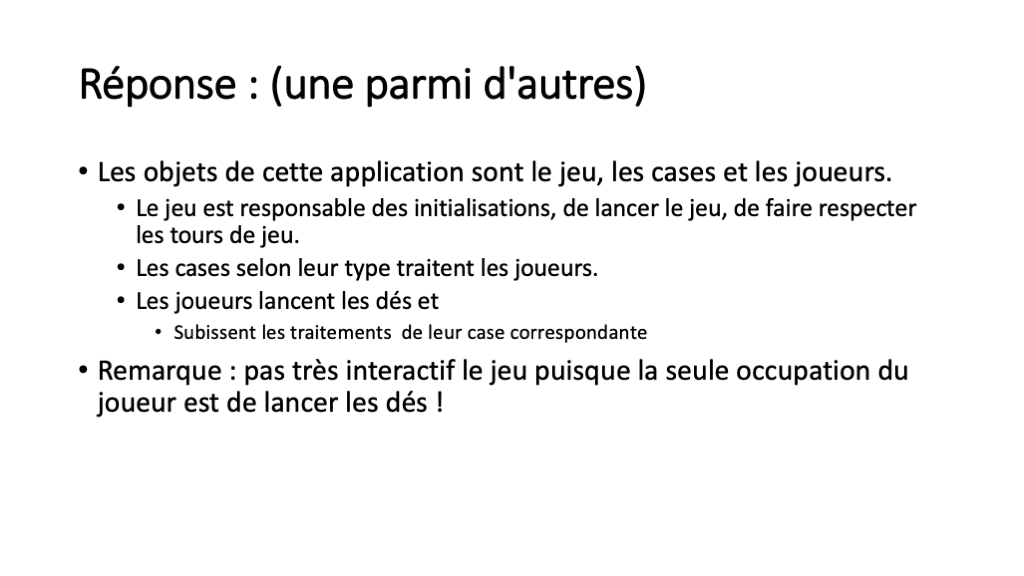 Réponse : (une parmi d'autres)
• Les objets de cette application sont le jeu, les cases et les joueurs.
• Le jeu est responsable des initialisations, de lancer le jeu, de faire respecter
les tours de jeu.
• Les cases selon leur type traitent les joueurs.
• Les joueurs lancent les dés et
• Subissent les traitements  de leur case correspondante
• Remarque : pas très interactif le jeu puisque la seule occupation du
joueur est de lancer les dés !